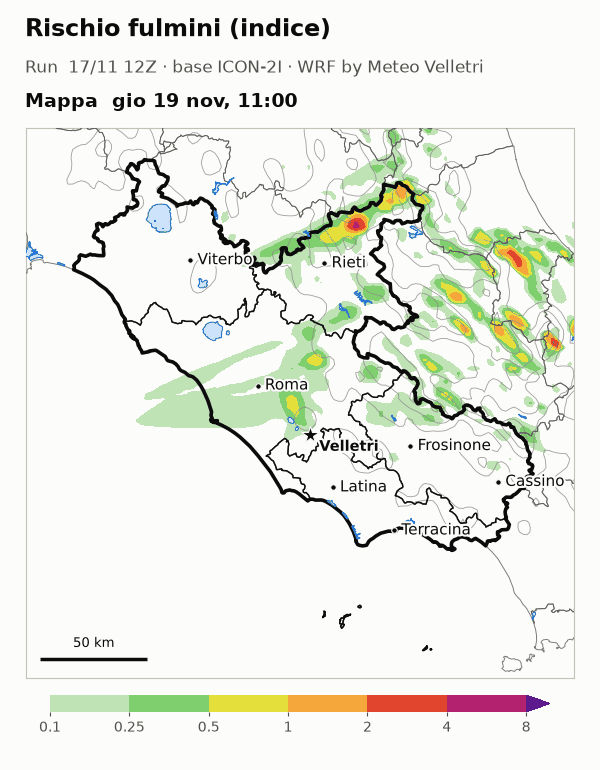 Rischio fulmini (indice)
Run  17/11 12Z · base ICON-2I · WRF by Meteo Velletri
Mappa  gio 19 nov, 11:00
Viterbo
Rieti
Roma
Velletri
Frosinone
Latina
Cassino
Terracina
50 km
0.1 0.25 0.5 1 2 4 8